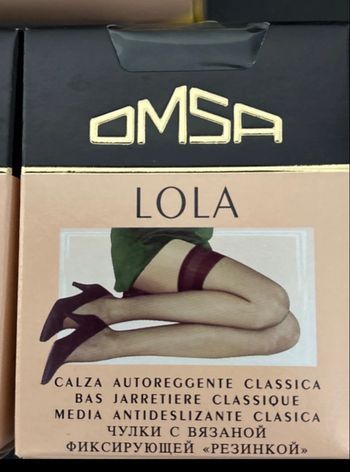 OMSA
LOLA
CALZA AUTOREGGENTE CLASSICA
BAS JARRETIERE CLASSIQUE
MEDIA ANTIDESLIZANTE CLASICA
ЧУЛКИ С ВЯЗАНОЙ
ФИКСИРУЮЩЕЙ «РЕЗИНКОЙ»